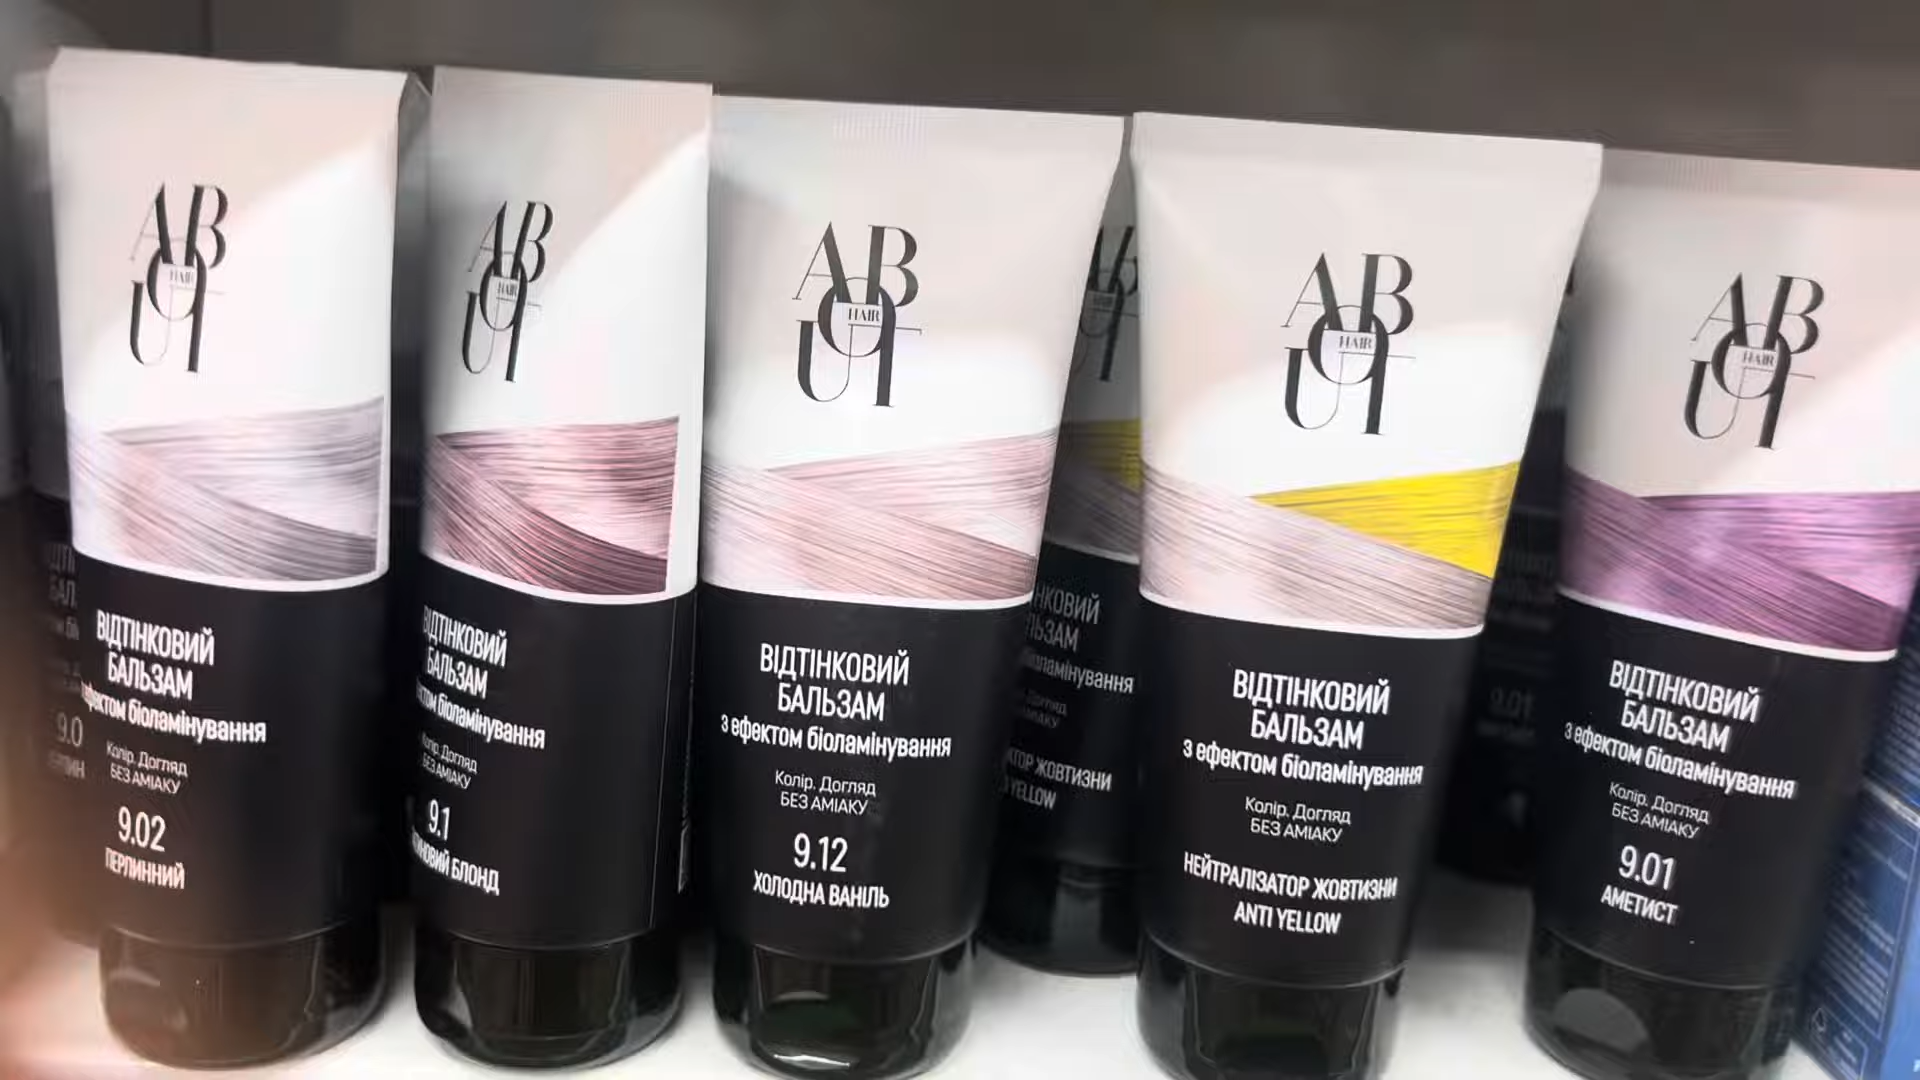 ABOUT
HAIR
ВІДТІНКОВИЙ
БАЛЬЗАМ
ефектом біоламінування
Колір. Догляд
БЕЗ АМІАКУ
9.02
ПЕРЛИННИЙ
ABOUT
HAIR
ВІДТІНКОВИЙ
БАЛЬЗАМ
біоламінування
Колір. Догляд
БЕЗ АМІАКУ
9.1
БЛОНД
ABOUT
HAIR
ВІДТІНКОВИЙ
БАЛЬЗАМ
з ефектом біоламінування
Колір. Догляд
БЕЗ АМІАКУ
9.12
ХОЛОДНА ВАНІЛЬ
біоламінування
ЖОВТИЗНИ
YELLOW
ABOUT
HAIR
ВІДТІНКОВИЙ
БАЛЬЗАМ
з ефектом біоламінування
Колір. Догляд
БЕЗ АМІАКУ
НЕЙТРАЛІЗАТОР ЖОВТИЗНИ
ANTI YELLOW
9.01
ABOUT
HAIR
ВІДТІНКОВИЙ
БАЛЬЗАМ
з ефектом біоламінування
Колір. Догляд
БЕЗ АМІАКУ
9.01
АМЕТИСТ